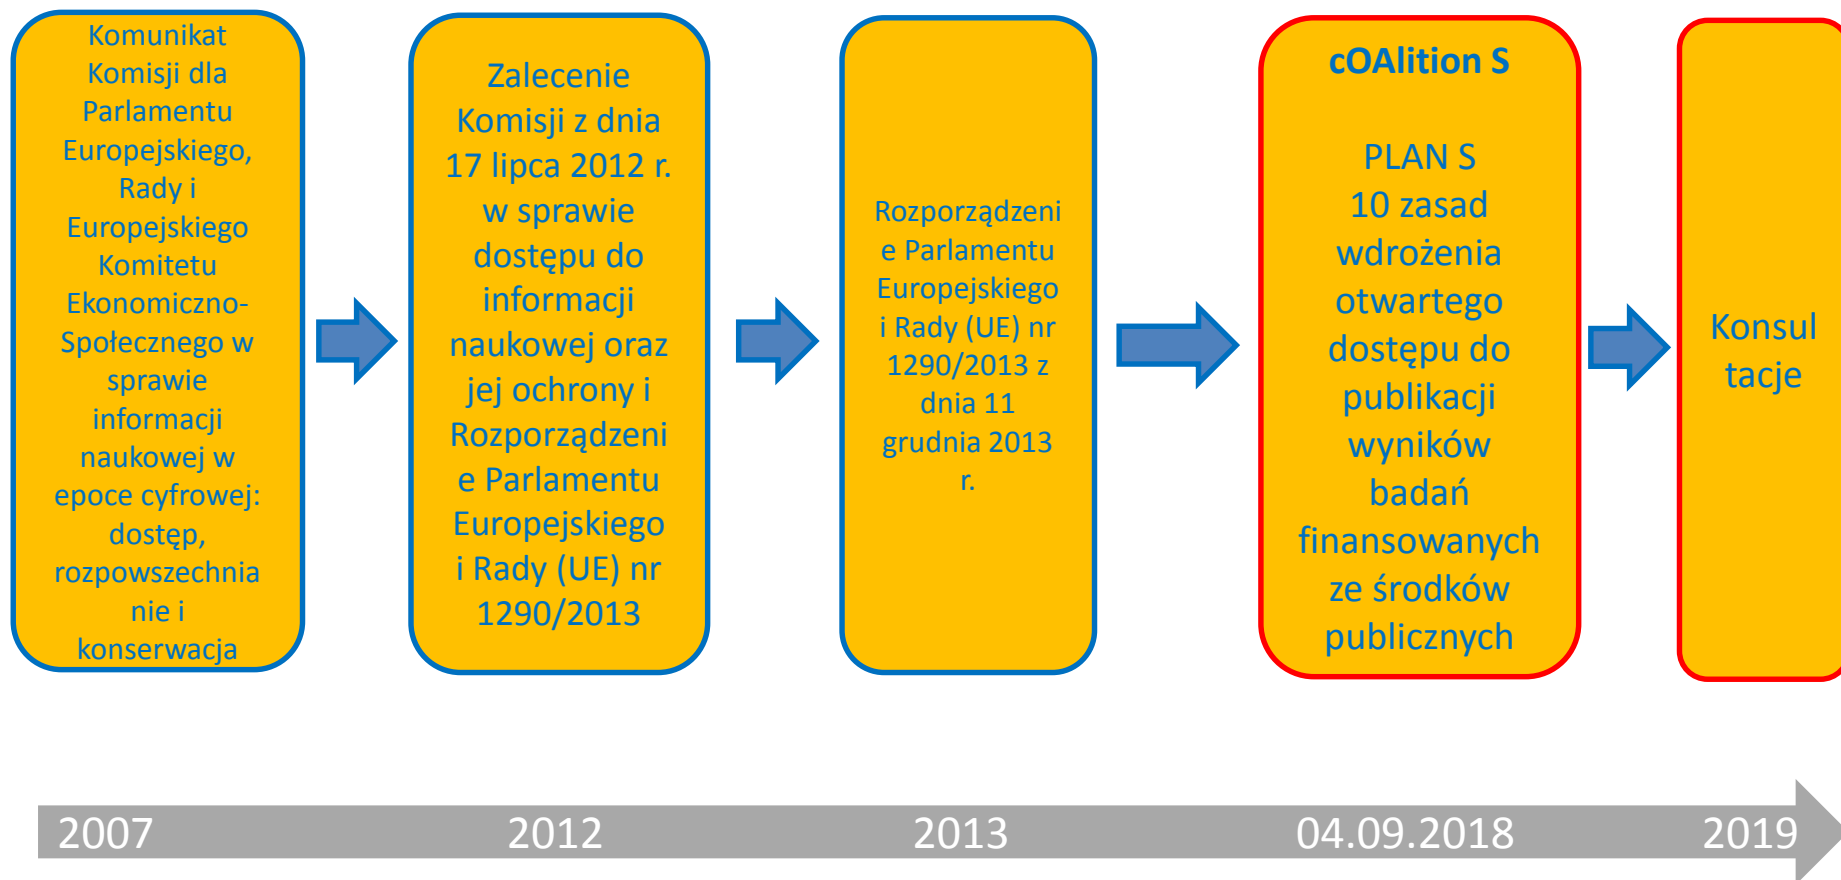 Komunikat
Komisji dla
Parlamentu
Europejskiego,
Rady i
Europejskiego
Komitetu
Ekonomiczno-
Społecznego w
sprawie
informacji
naukowej w
epoce cyfrowej:
dostęp,
rozpowszechnia
nie i
konserwacja
Zalecenie
Komisji z dnia
17 lipca 2012 r.
w sprawie
dostępu do
informacji
naukowej oraz
jej ochrony i
Rozporządzeni
e Parlamentu
Europejskiego
i Rady (UE) nr
1290/2013
Rozporządzeni
e Parlamentu
Europejskiego
i Rady (UE) nr
1290/2013 z
dnia 11
grudnia 2013
r.
cOAlition S
PLAN S
10 zasad
wdrożenia
otwartego
dostępu do
publikacji
wyników
badań
finansowanych
ze środków
publicznych
Konsul
tacje
2007
2012
2013
04.09.2018
2019